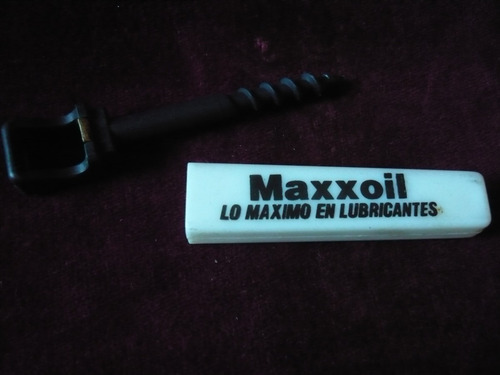 Maxxoil
LO MAXIMO EN LUBRICANTES